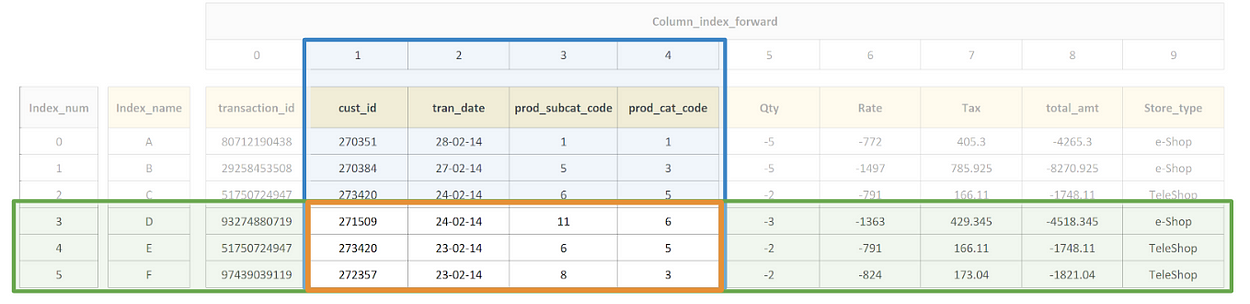 Column_index_forward
0 1 2 3 4 5 6 7 8 9
Index_num Index_name transaction_id cust_id tran_date prod_subcat_code prod_cat_code Qty Rate Tax total_amt Store_type
0 A 80712190438 270351 28-02-14 1 1 -5 -772 405.3 -4265.3 e-Shop
1 B 29258453508 270384 27-02-14 5 3 -5 -1497 785.925 -8270.925 e-Shop
2 C 51750724947 273420 24-02-14 6 5 -2 -791 166.11 -1748.11 TeleShop
3 D 93274880719 271509 24-02-14 11 6 -3 -1363 429.345 -4518.345 e-Shop
4 E 51750724947 273420 23-02-14 6 5 -2 -791 166.11 -1748.11 TeleShop
5 F 97439039119 272357 23-02-14 8 3 -2 -824 173.04 -1821.04 TeleShop